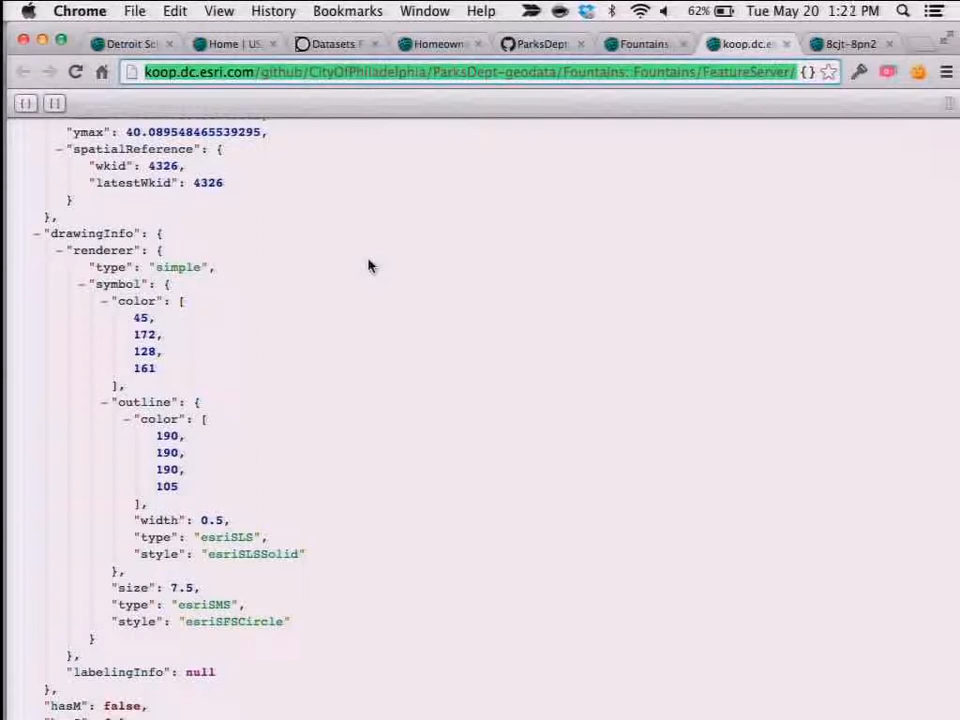 Chrome File Edit View History Bookmarks Window Help 62% Tue May 20 1:22 PM
Detroit Sc Home | US Datasets F Homeown ParksDept Fountains koop.dc.e 8cjt-8pn2
koop.dc.esri.com/github/CityOfPhiladelphia/ParksDept-geodata/Fountains::Fountains/FeatureServer/ {}
{} []
"ymax": 40.089548465539295,
"spatialReference": {
"wkid": 4326,
"latestWkid": 4326
}
},
"drawingInfo": {
"renderer": {
"type": "simple",
"symbol": {
"color": [
45,
172,
128,
161
],
"outline": {
"color": [
190,
190,
190,
105
],
"width": 0.5,
"type": "esriSLS",
"style": "esriSLSSolid"
},
"size": 7.5,
"type": "esriSMS",
"style": "esriSFSCircle"
}
},
"labelingInfo": null
},
"hasM": false,